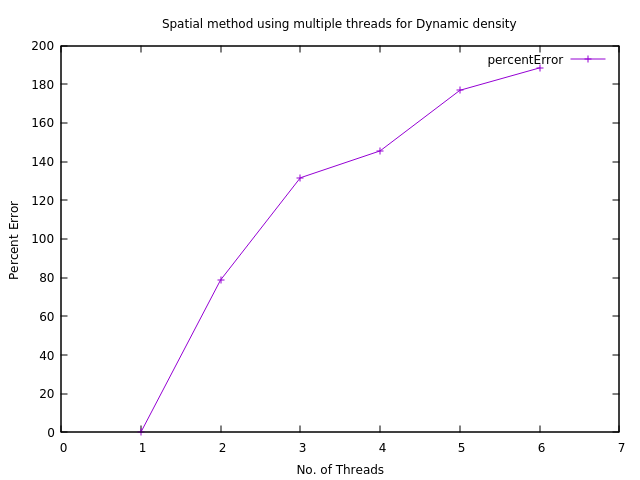 Spatial method using multiple threads for Dynamic density
percentError
Percent Error
200
180
160
140
120
100
80
60
40
20
0
0 1 2 3 4 5 6 7
No. of Threads